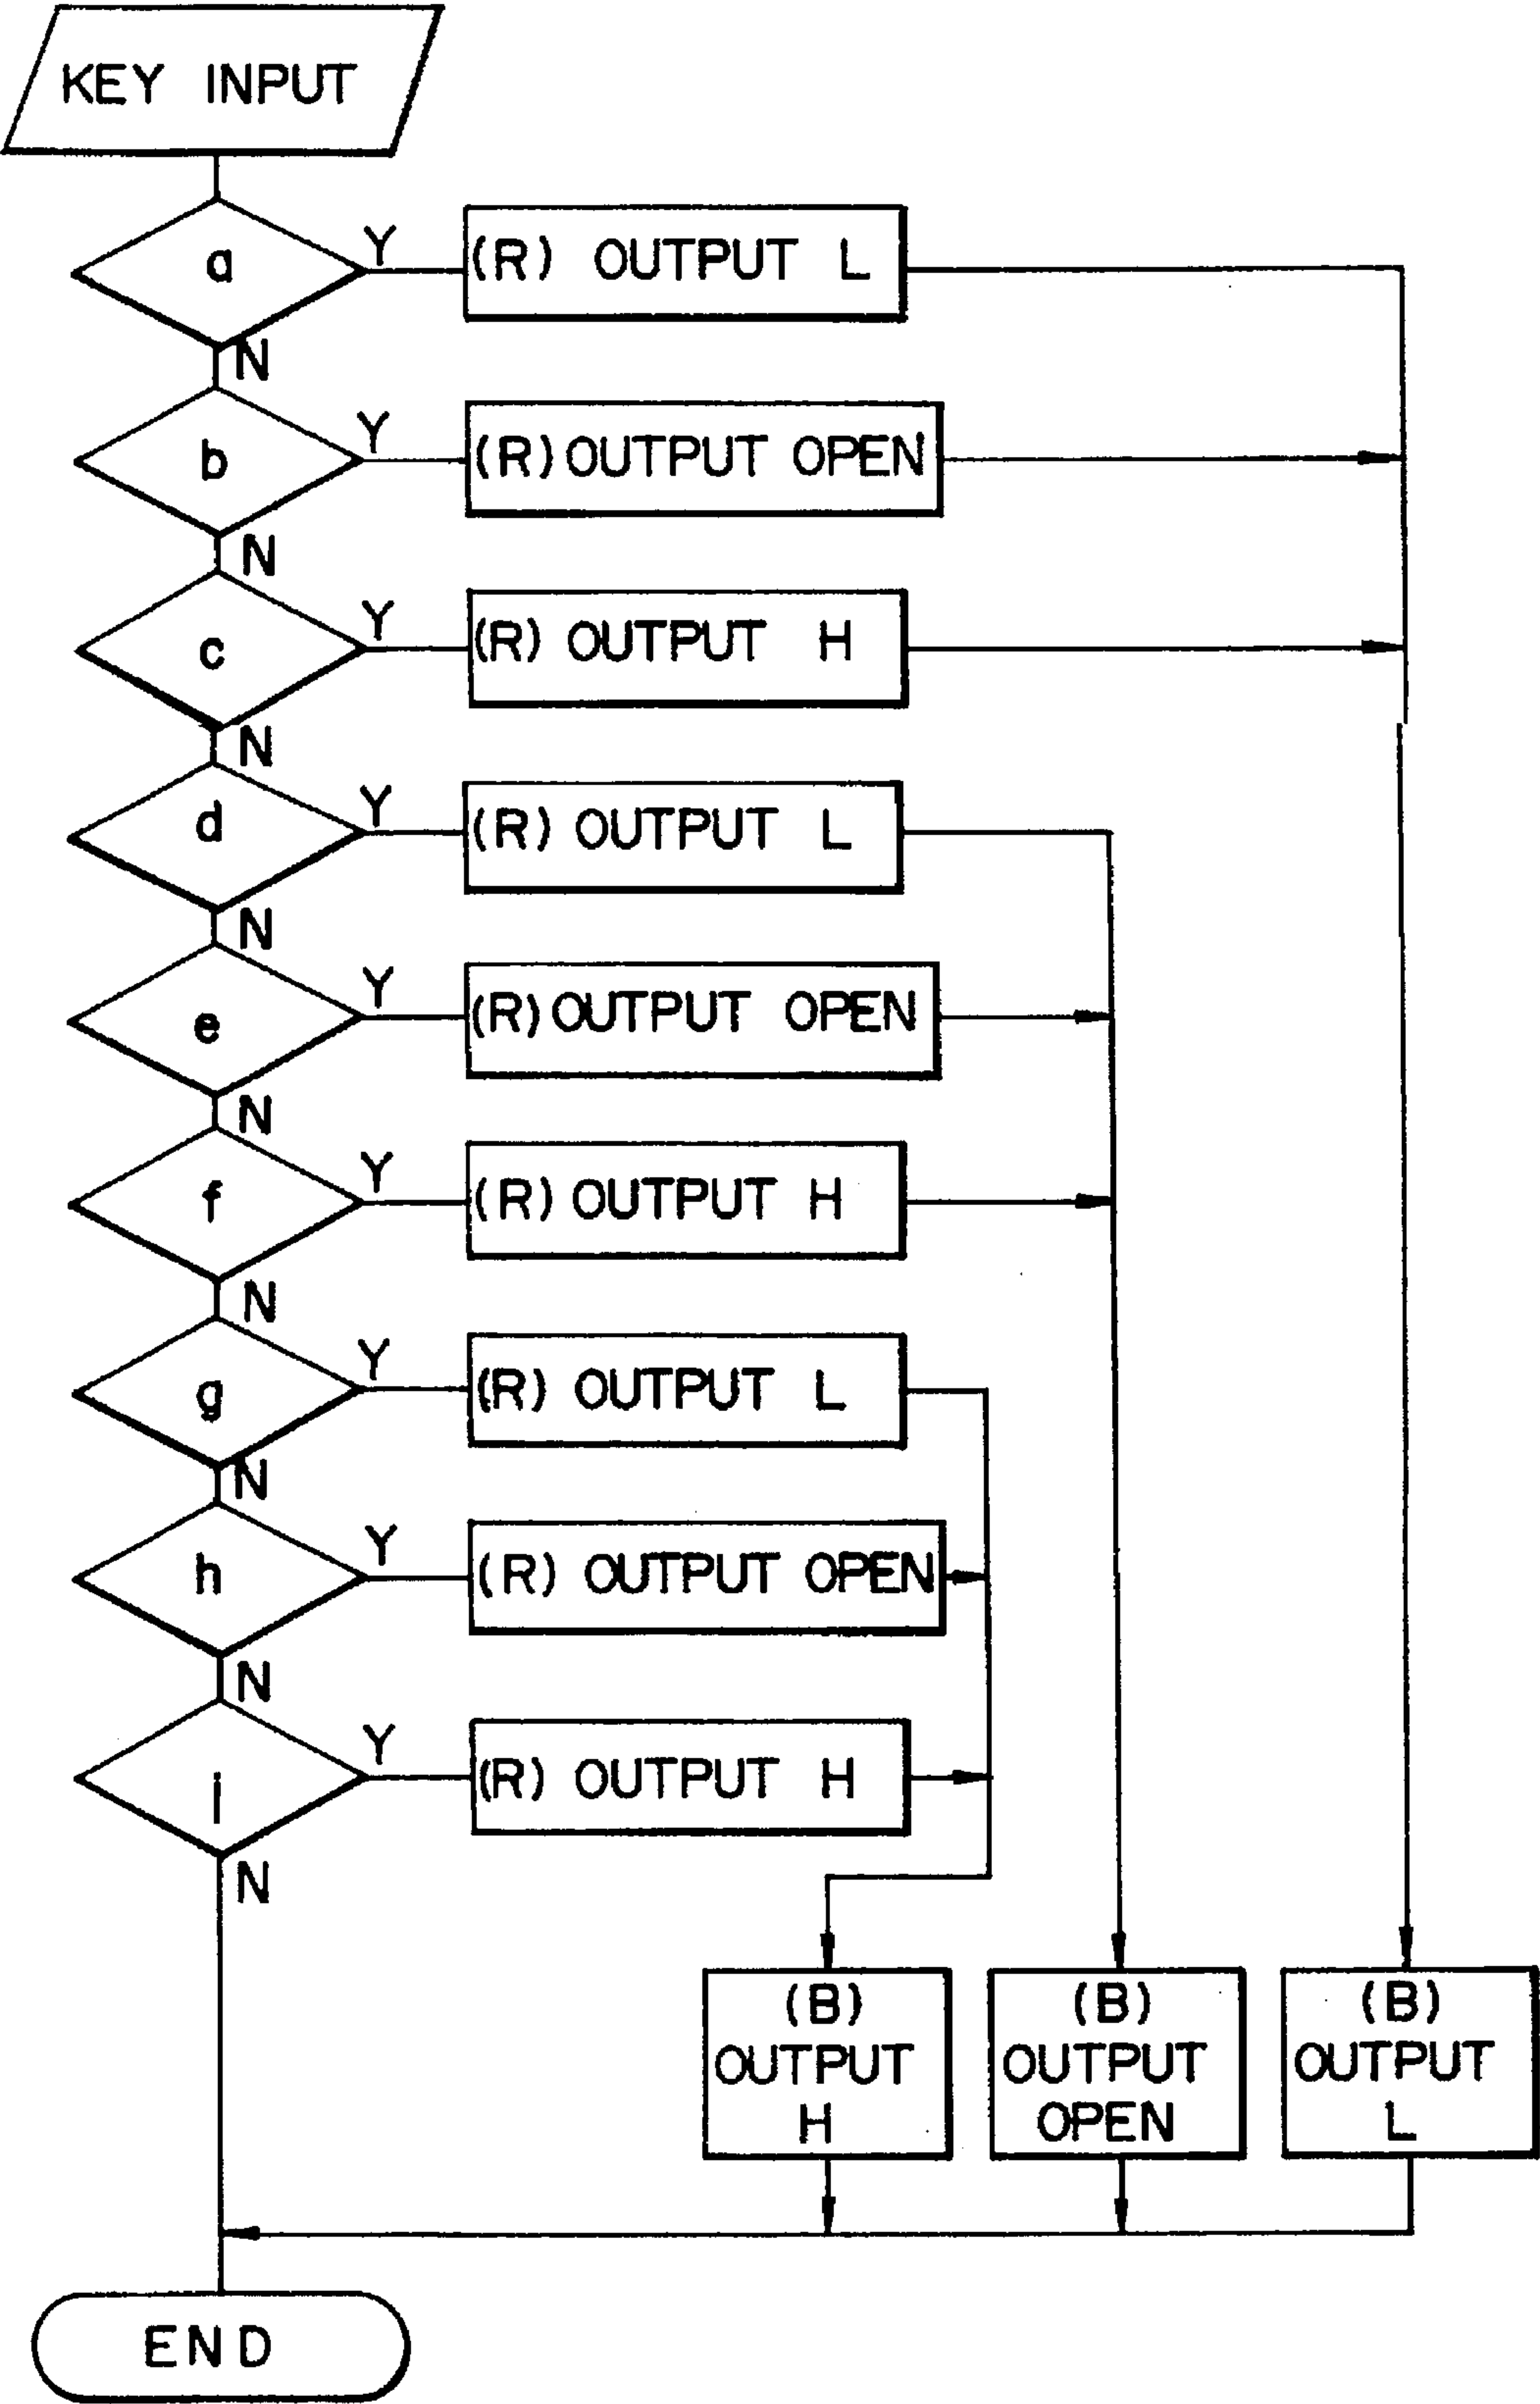 KEY INPUT
a
Y
(R) OUTPUT L
N
b
Y
(R) OUTPUT OPEN
N
c
Y
(R) OUTPUT H
N
d
Y
(R) OUTPUT L
N
e
Y
(R) OUTPUT OPEN
N
f
Y
(R) OUTPUT H
N
g
Y
(R) OUTPUT L
N
h
Y
(R) OUTPUT OPEN
N
i
Y
(R) OUTPUT H
N
(B)
OUTPUT
H
(B)
OUTPUT
OPEN
(B)
OUTPUT
L
END